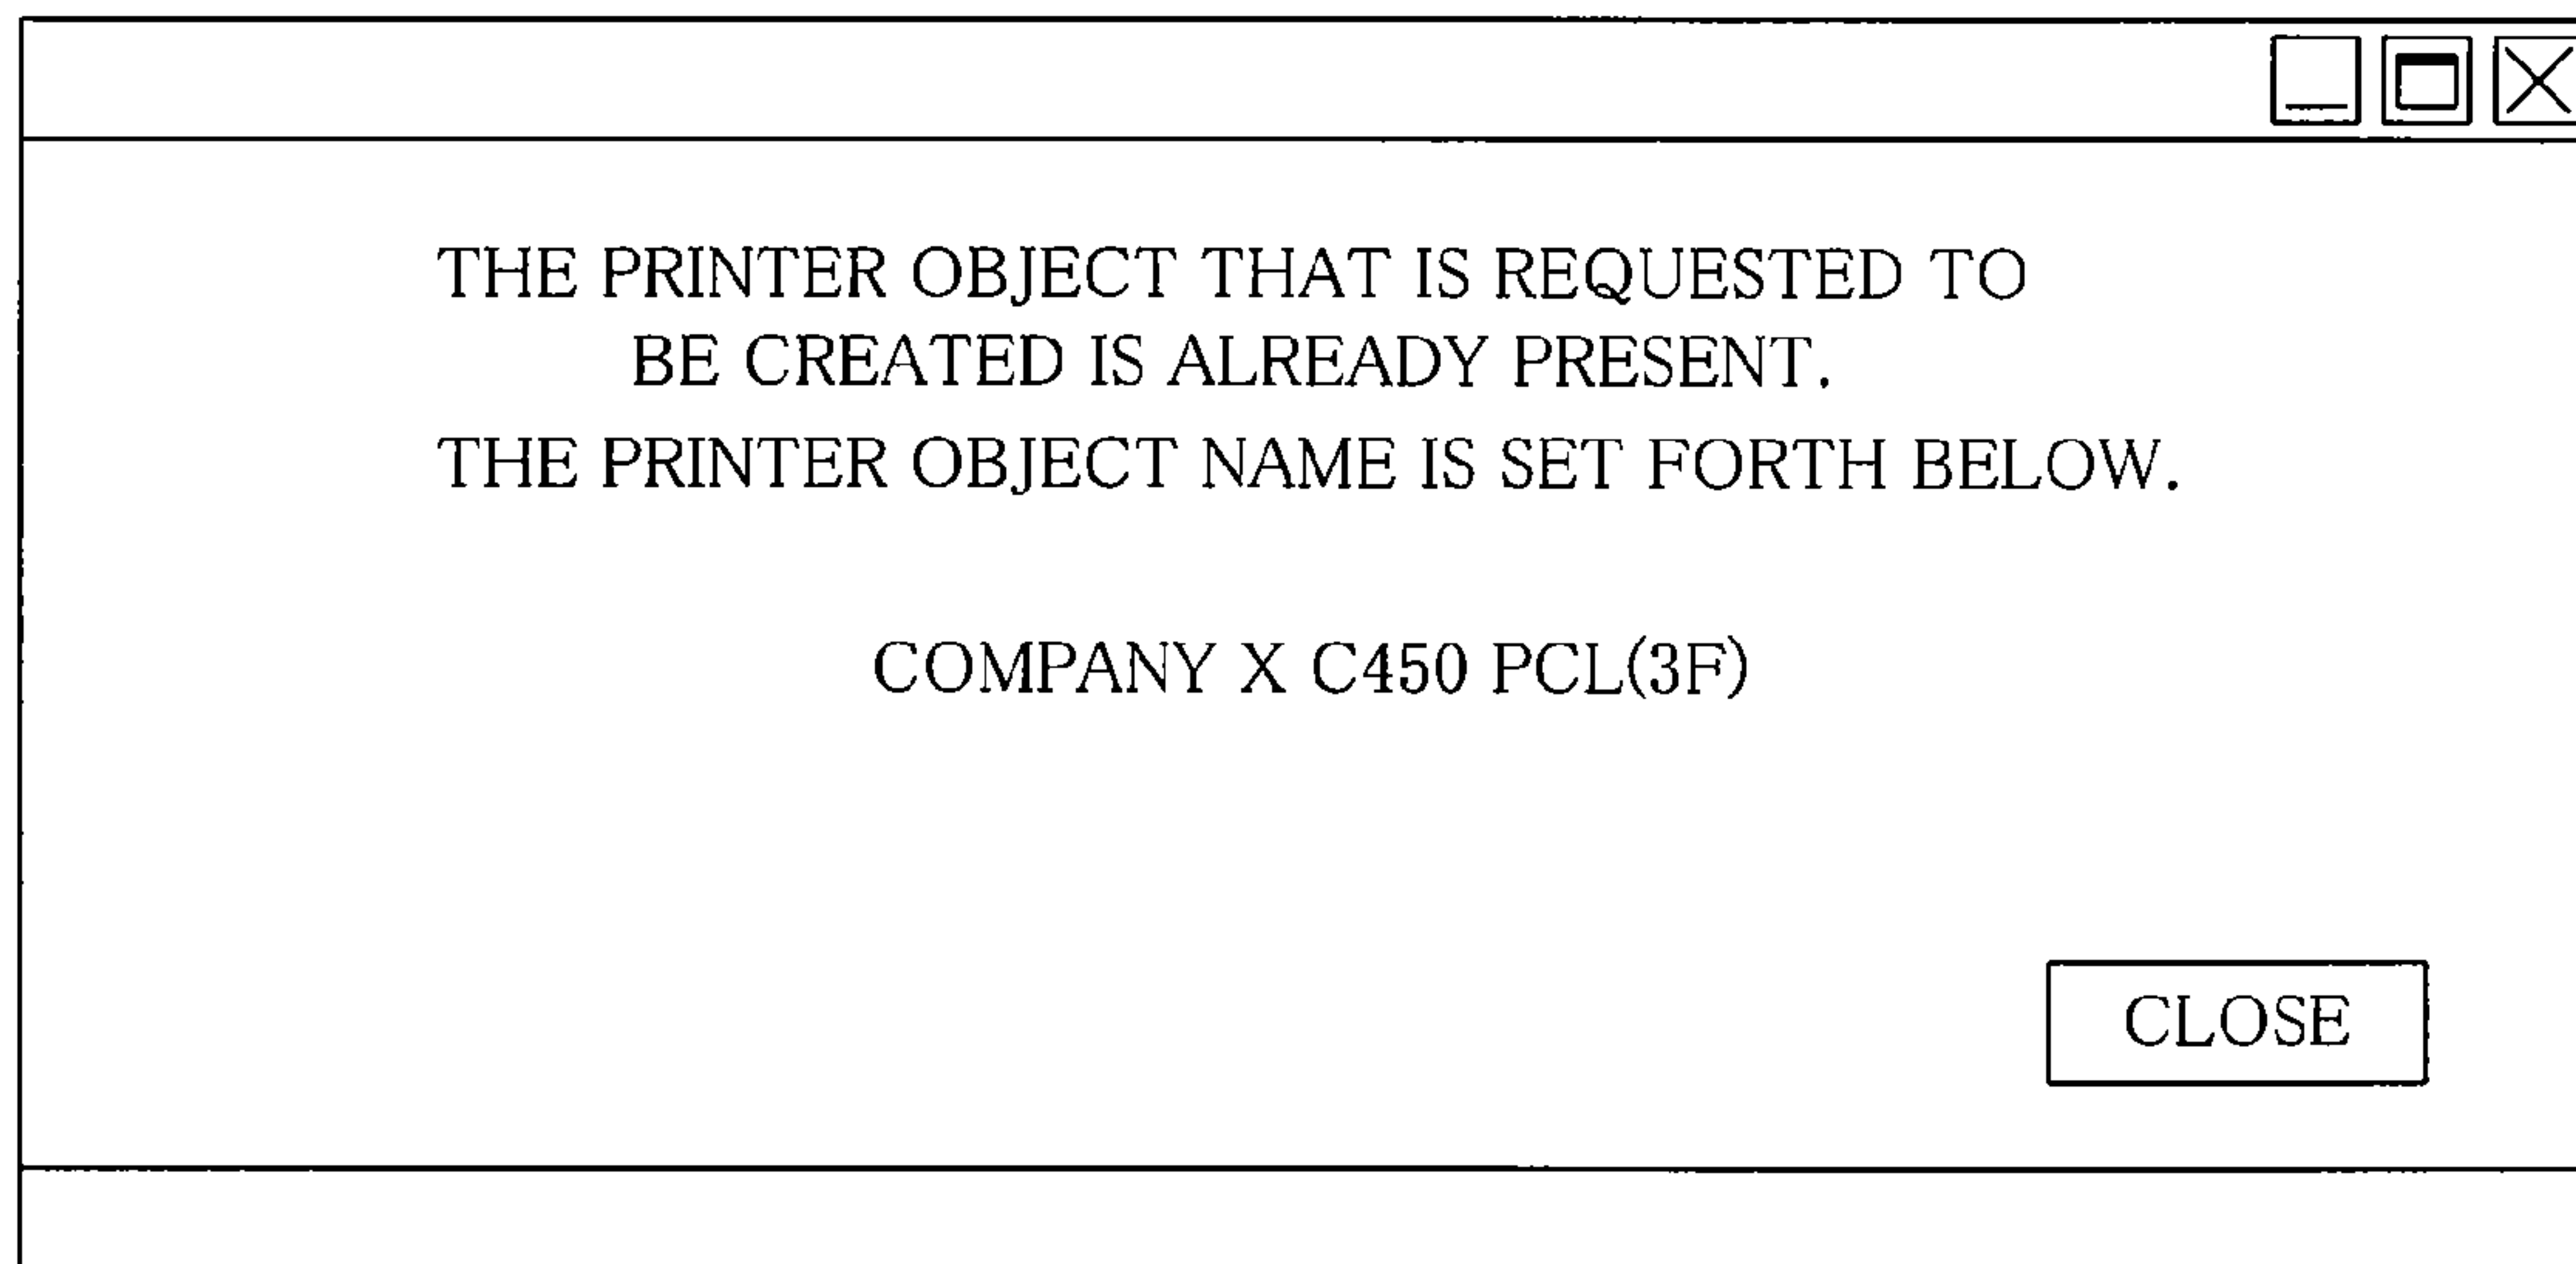 THE PRINTER OBJECT THAT IS REQUESTED TO
BE CREATED IS ALREADY PRESENT.
THE PRINTER OBJECT NAME IS SET FORTH BELOW.
COMPANY X C450 PCL(3F)
CLOSE